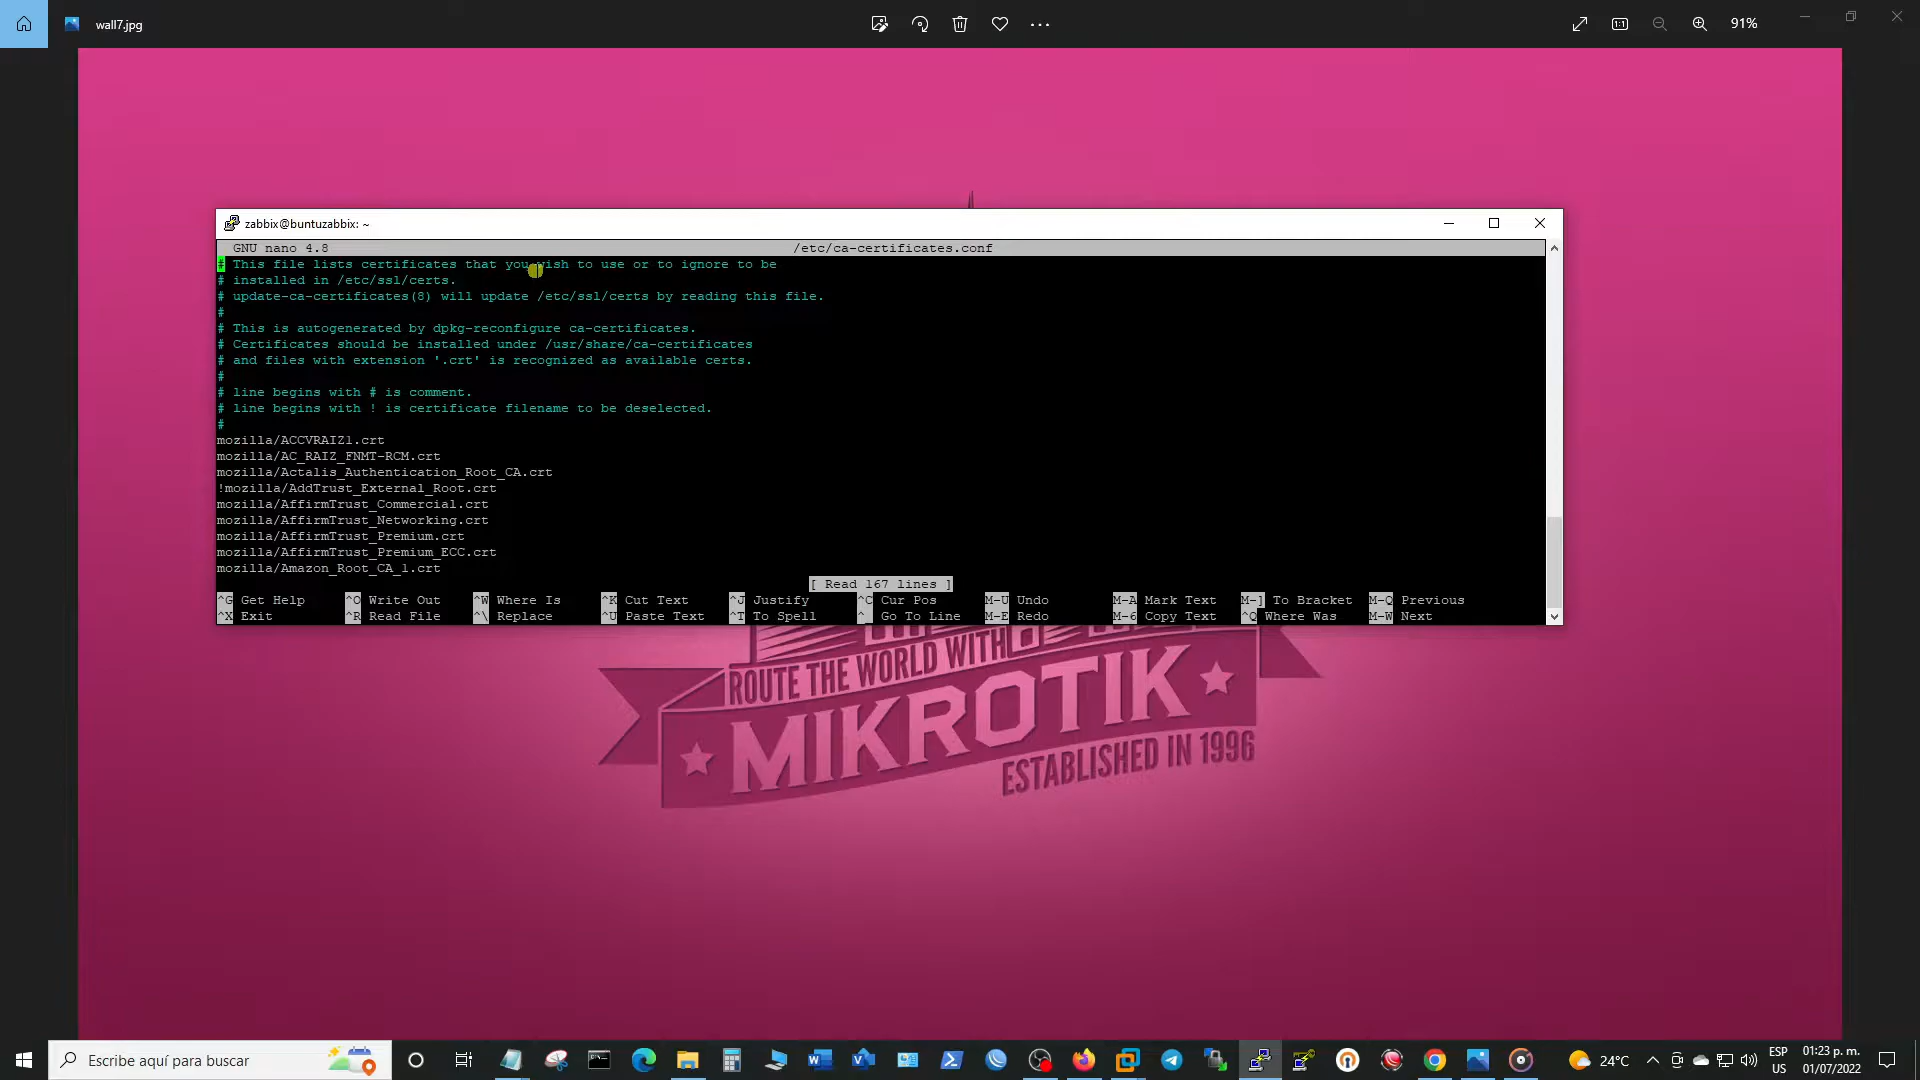 wall7.jpg
91%
zabbix@buntuzabbix: ~
GNU nano 4.8
/etc/ca-certificates.conf
# This file lists certificates that you wish to use or to ignore to be
# installed in /etc/ssl/certs.
# update-ca-certificates(8) will update /etc/ssl/certs by reading this file.
#
# This is autogenerated by dpkg-reconfigure ca-certificates.
# Certificates should be installed under /usr/share/ca-certificates
# and files with extension '.crt' is recognized as available certs.
#
# line begins with # is comment.
# line begins with ! is certificate filename to be deselected.
#
mozilla/ACCVRAIZ1.crt
mozilla/AC_RAIZ_FNMT-RCM.crt
mozilla/Actalis_Authentication_Root_CA.crt
!mozilla/AddTrust_External_Root.crt
mozilla/AffirmTrust_Commercial.crt
mozilla/AffirmTrust_Networking.crt
mozilla/AffirmTrust_Premium.crt
mozilla/AffirmTrust_Premium_ECC.crt
mozilla/Amazon_Root_CA_1.crt
[ Read 167 lines ]
^G Get Help ^O Write Out ^W Where Is ^K Cut Text ^J Justify ^C Cur Pos M-U Undo M-A Mark Text M-] To Bracket M-Q Previous
^X Exit ^R Read File ^\ Replace ^U Paste Text ^T To Spell ^_ Go To Line M-E Redo M-6 Copy Text ^Q Where Was M-W Next
ROUTE THE WORLD WITH
MIKROTIK
ESTABLISHED IN 1996
Escribe aquí para buscar
24°C
ESP
US
01:23 p. m.
01/07/2022